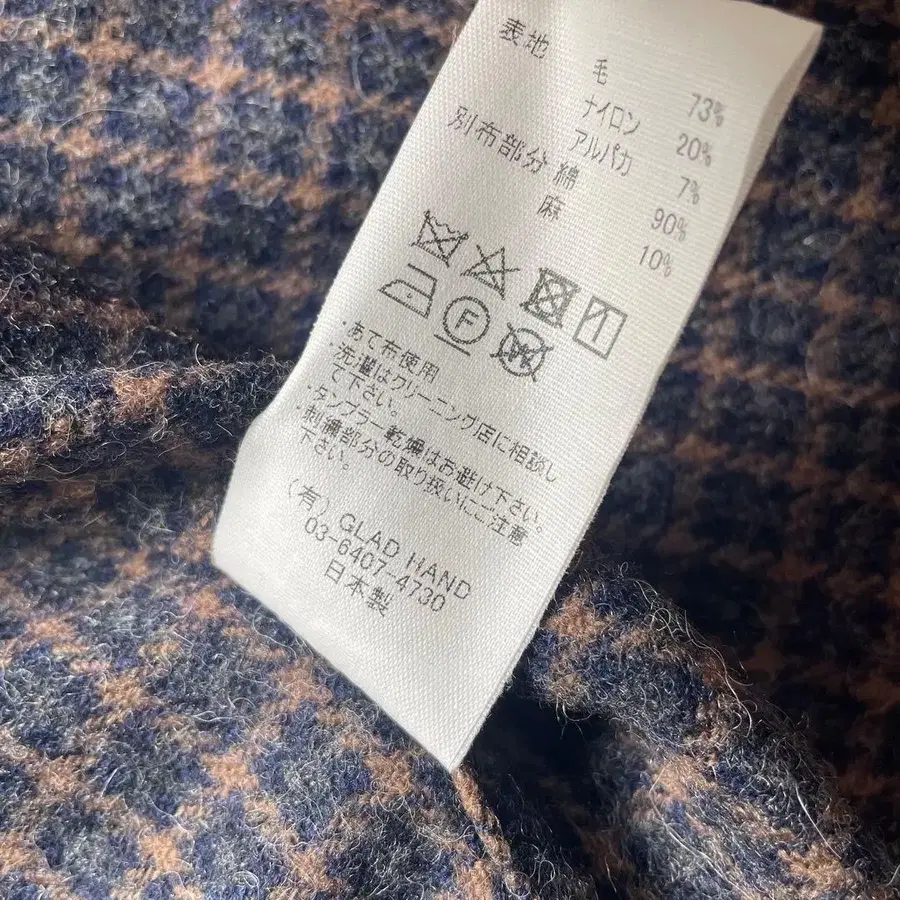 表地 毛 73%
ナイロン 20%
アルパカ 7%
別布部分 綿 90%
麻 10%
F
・あて布使用
・洗濯はクリーニング店に相談し
て下さい。
・タンブラー乾燥はお避け下さい。
・刺繍部分の取り扱いにご注意
下さい。
(有) GLAD HAND
03-6407-4730
日本製